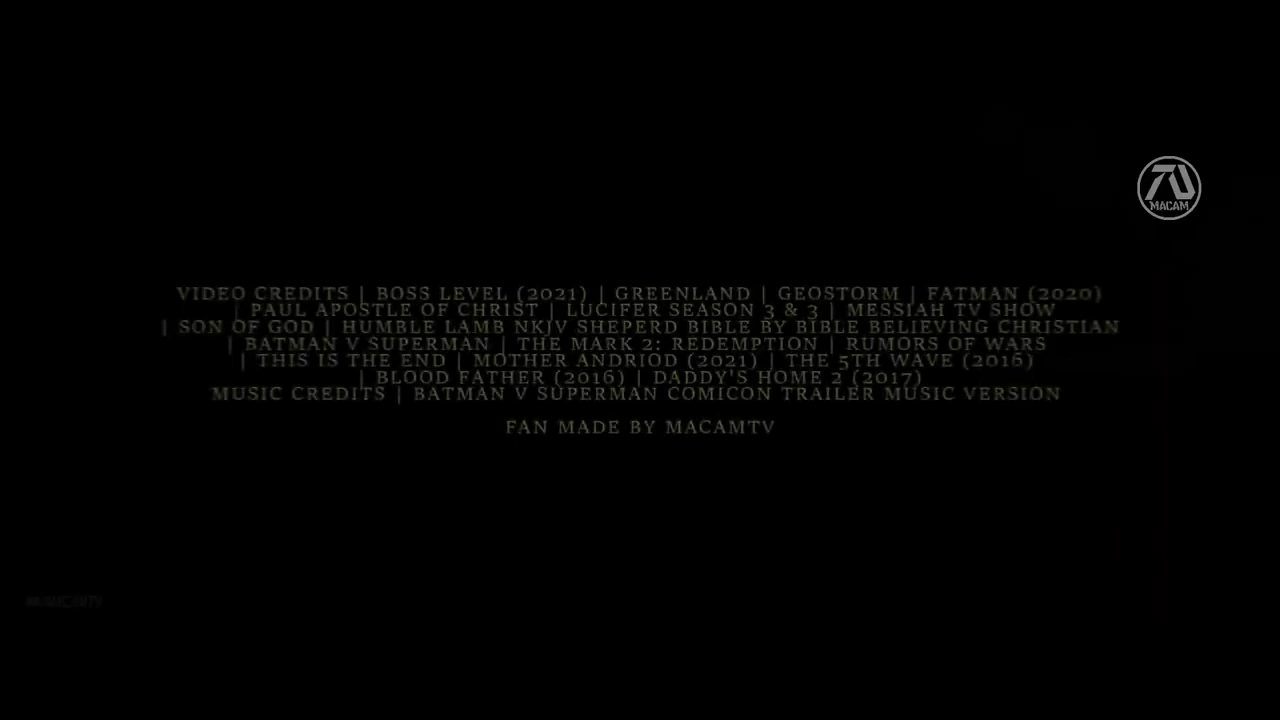 MACAM
VIDEO CREDITS | BOSS LEVEL (2021) | GREENLAND | GEOSTORM | FATMAN (2020)
| PAUL APOSTLE OF CHRIST | LUCIFER SEASON 3 & 3 | MESSIAH TV SHOW
| SON OF GOD | HUMBLE LAMB NKJV SHEPERD BIBLE BY BIBLE BELIEVING CHRISTIAN
| BATMAN V SUPERMAN | THE MARK 2: REDEMPTION | RUMORS OF WARS
| THIS IS THE END | MOTHER ANDRIOD (2021) | THE 5TH WAVE (2016)
| BLOOD FATHER (2016) | DADDY'S HOME 2 (2017)
MUSIC CREDITS | BATMAN V SUPERMAN COMICON TRAILER MUSIC VERSION
FAN MADE BY MACAMTV